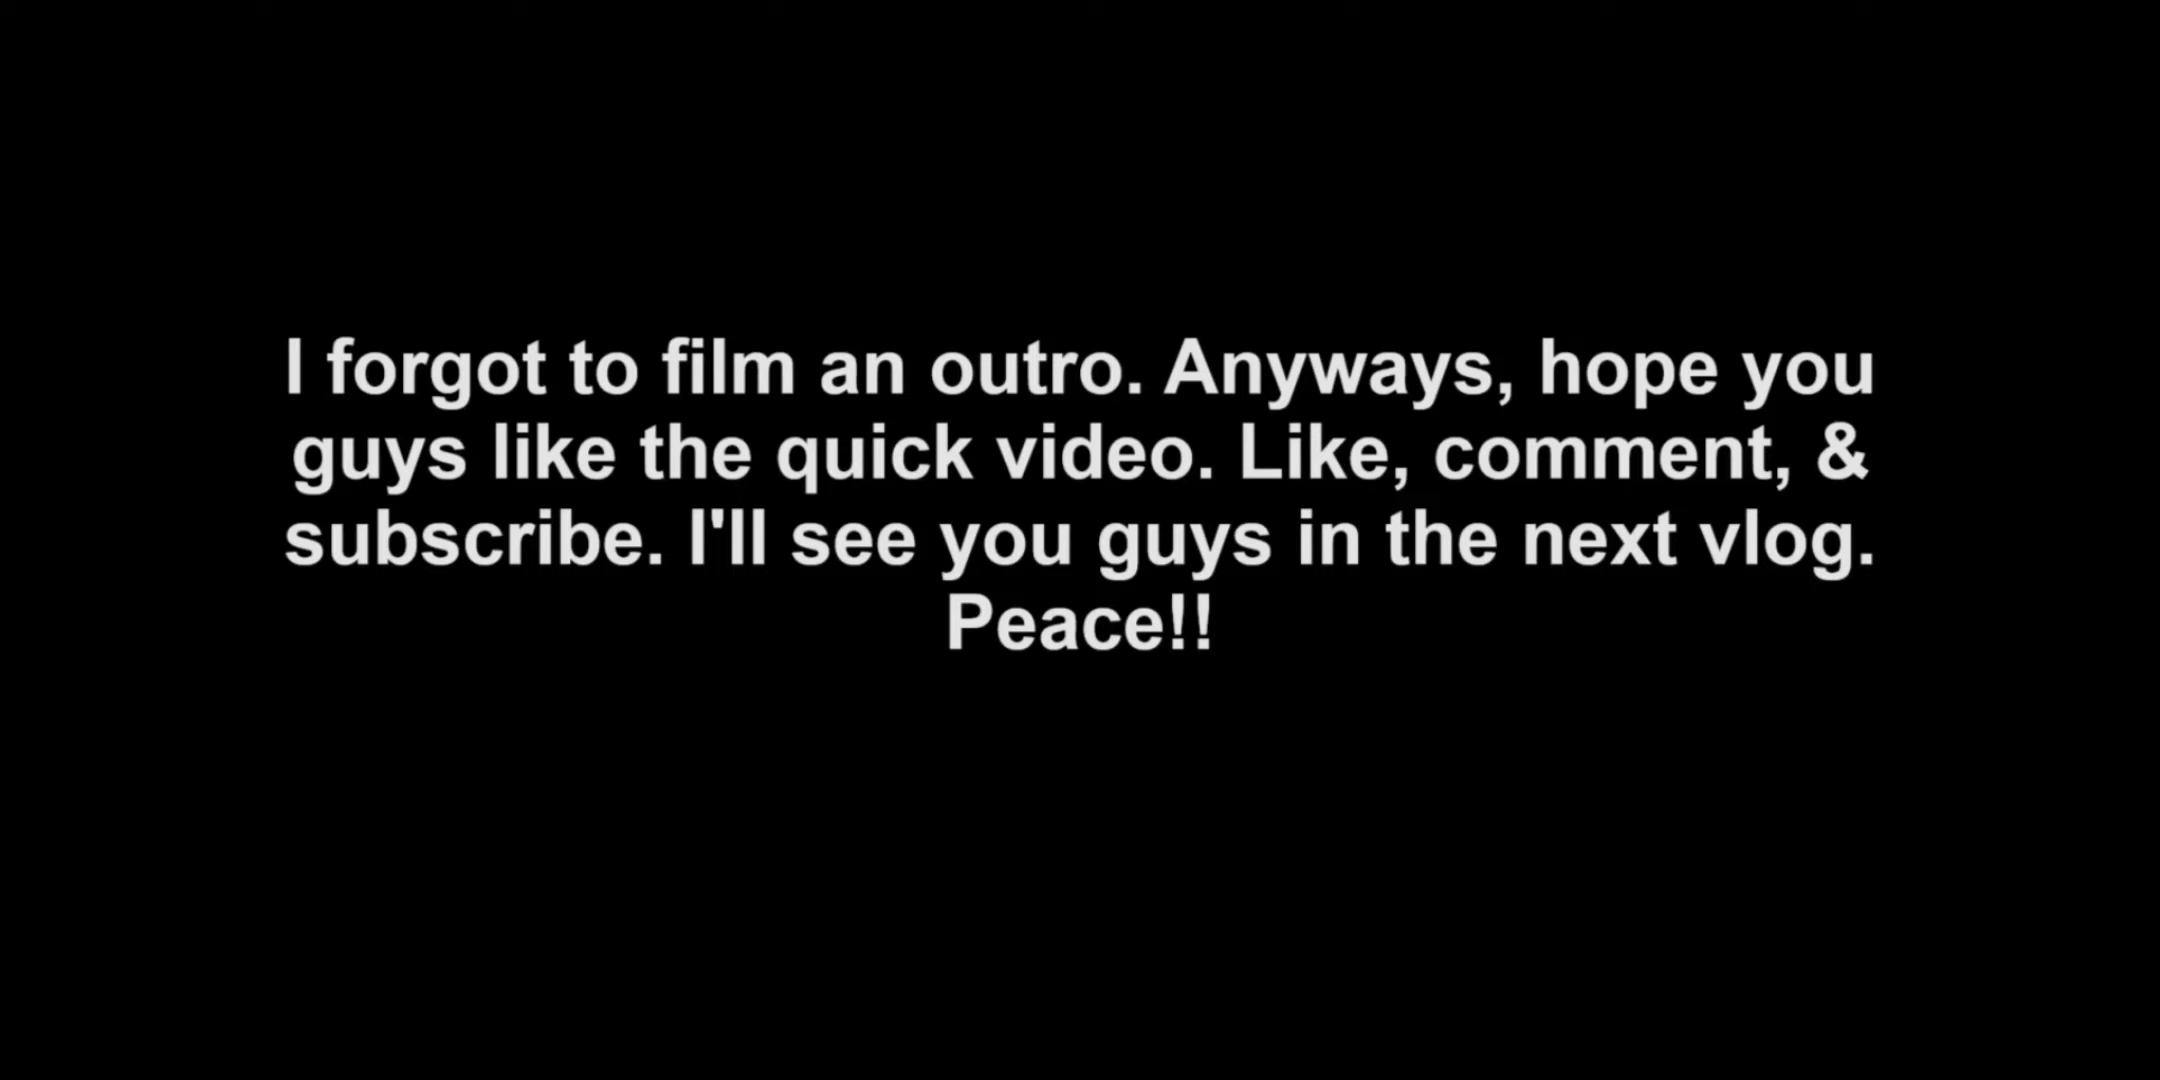 I forgot to film an outro. Anyways, hope you
guys like the quick video. Like, comment, &
subscribe. I'll see you guys in the next vlog.
Peace!!